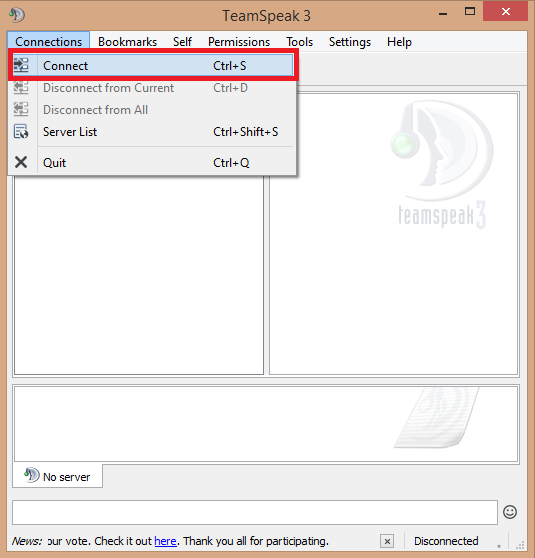 TeamSpeak 3
Connections Bookmarks Self Permissions Tools Settings Help
Connect Ctrl+S
Disconnect from Current Ctrl+D
Disconnect from All
Server List Ctrl+Shift+S
Quit Ctrl+Q
teamspeak 3
No server
News: our vote. Check it out here. Thank you all for participating.
Disconnected